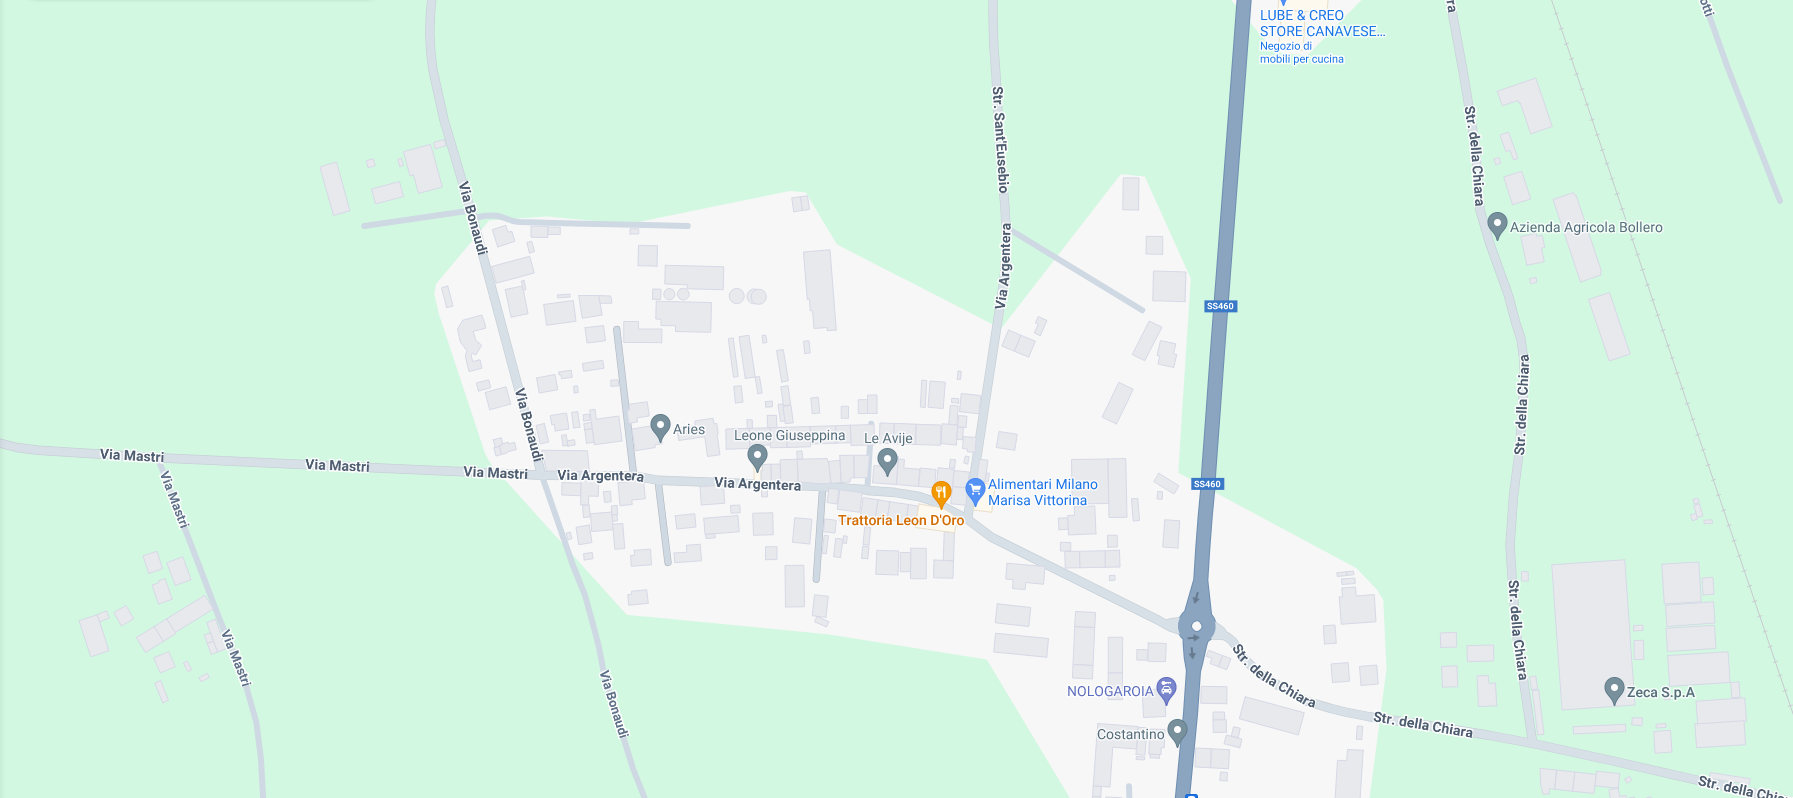 LUBE & CREO
STORE CANAVESE...
Negozio di
mobili per cucina
Str. Sant'Eusebio
Str. della Chiara
Via Bonaudi
Azienda Agricola Bollero
Via Argentera
SS460
Str. della Chiara
Via Bonaudi
Aries
Leone Giuseppina
Le Avije
Via Mastri
Via Mastri
Via Mastri
Via Argentera
Via Argentera
SS460
Alimentari Milano
Marisa Vittorina
Via Mastri
Trattoria Leon D'Oro
Str. della Chiara
Via Mastri
Str. della Chiara
NOLOGAROIA
Zeca S.p.A
Via Bonaudi
Str. della Chiara
Costantino
Str. della Chia